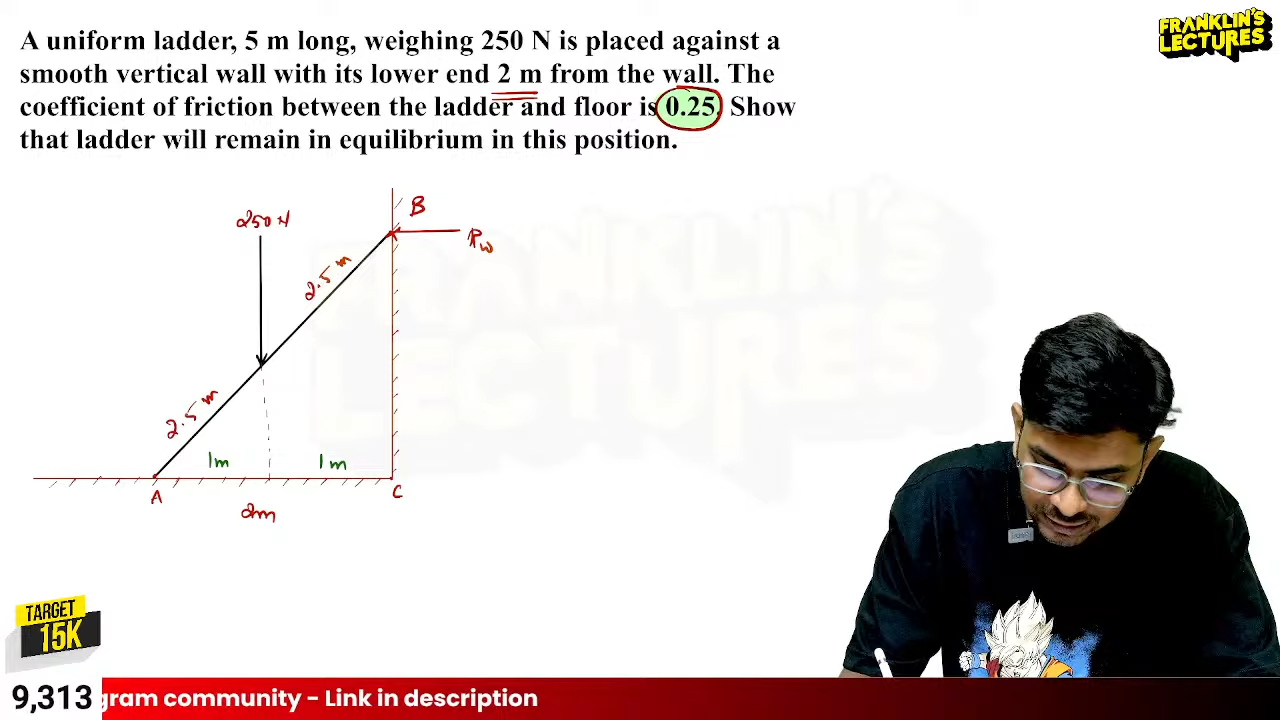 FRANKLIN'S
LECTURES
A uniform ladder, 5 m long, weighing 250 N is placed against a
smooth vertical wall with its lower end 2 m from the wall. The
coefficient of friction between the ladder and floor is 0.25. Show
that ladder will remain in equilibrium in this position.
B
250 N
Rw
2.5 m
2.5 m
1m
1m
A
C
2m
FRANKLIN'S
LECTURES
TARGET
15K
9,313
gram community - Link in description